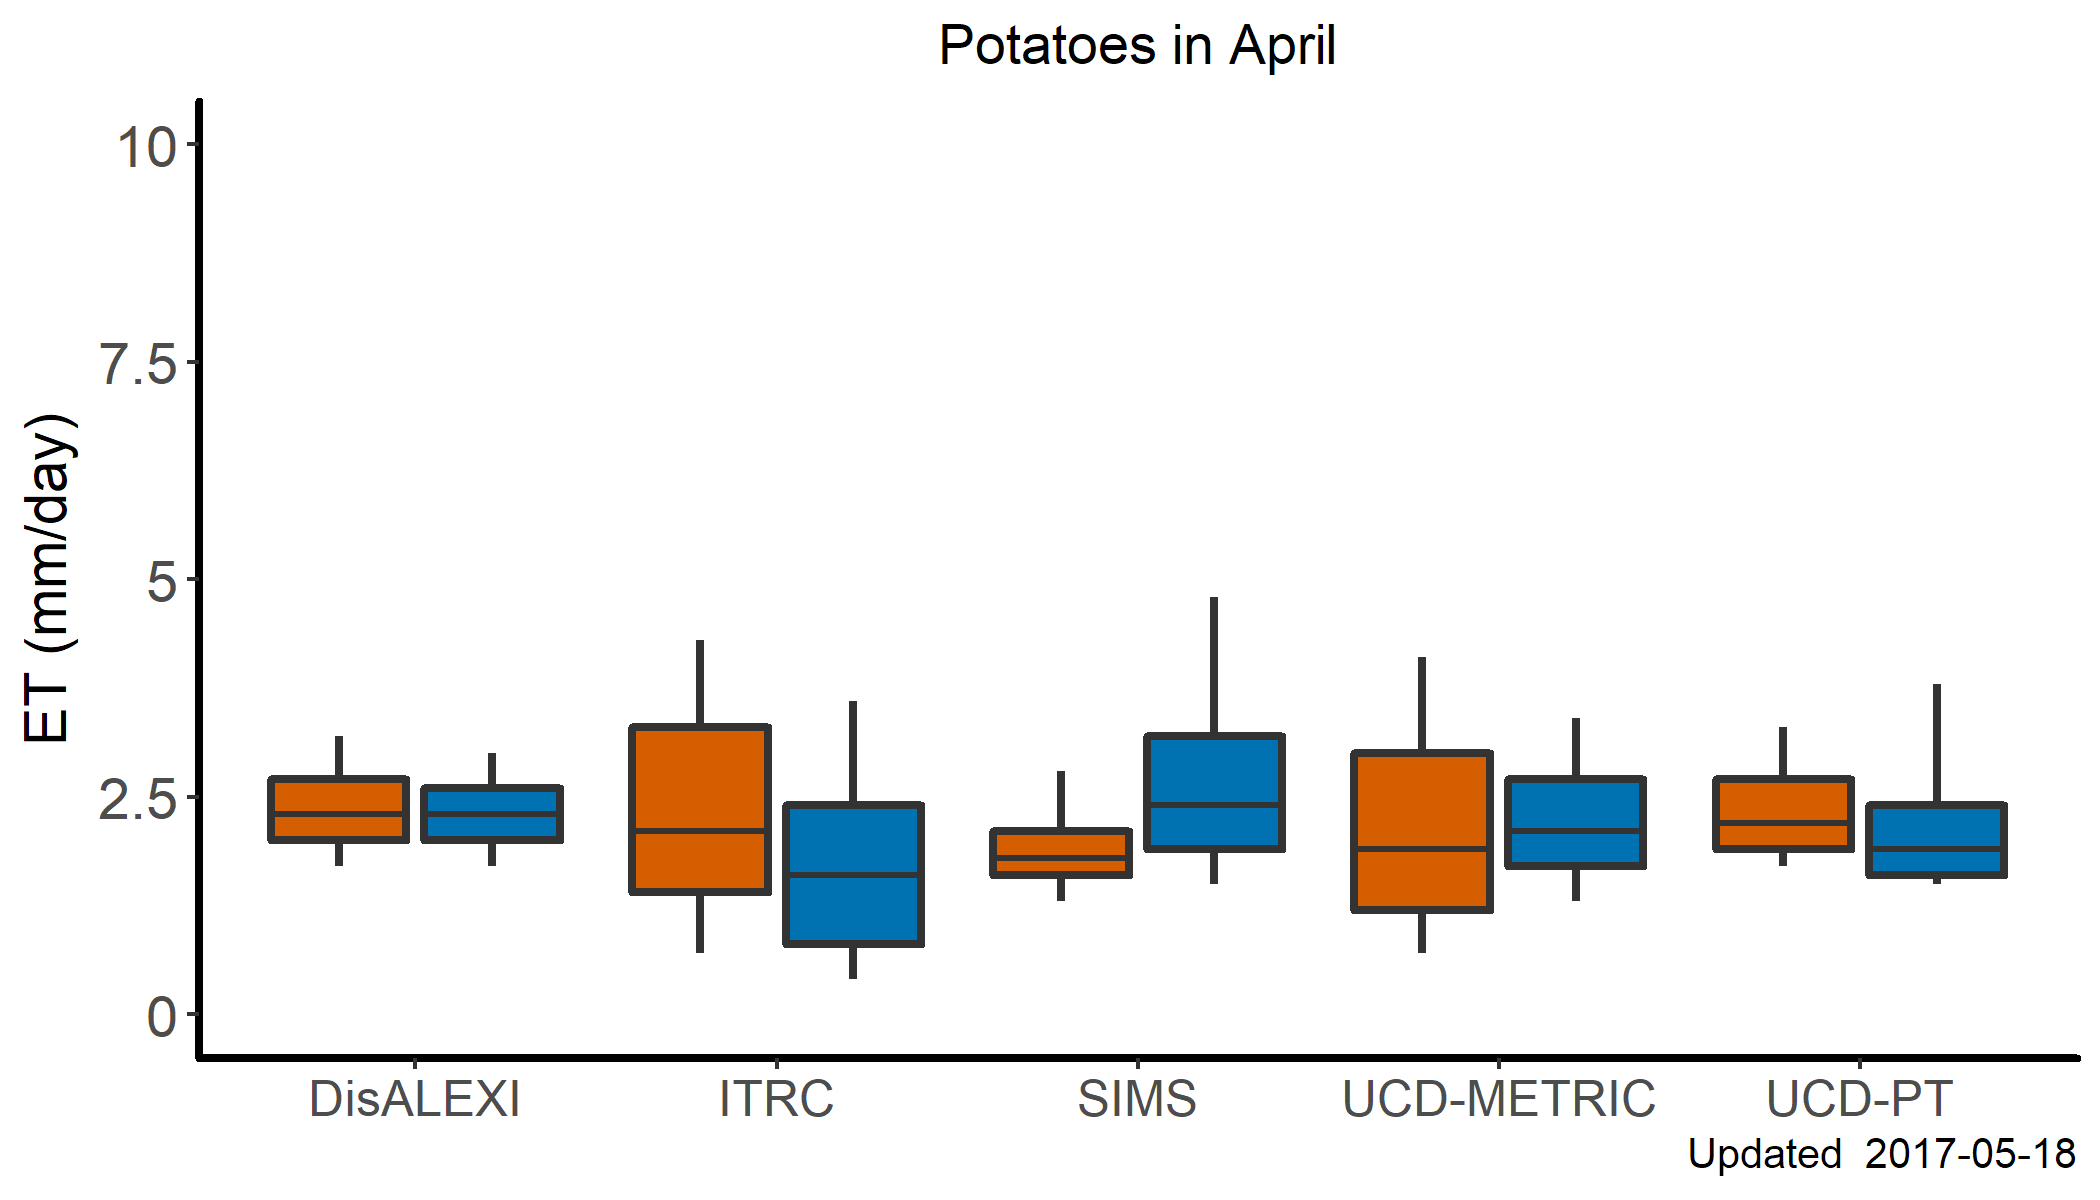 Potatoes in April
ET (mm/day)
10
7.5
5
2.5
0
DisALEXI ITRC SIMS UCD-METRIC UCD-PT
Updated  2017-05-18